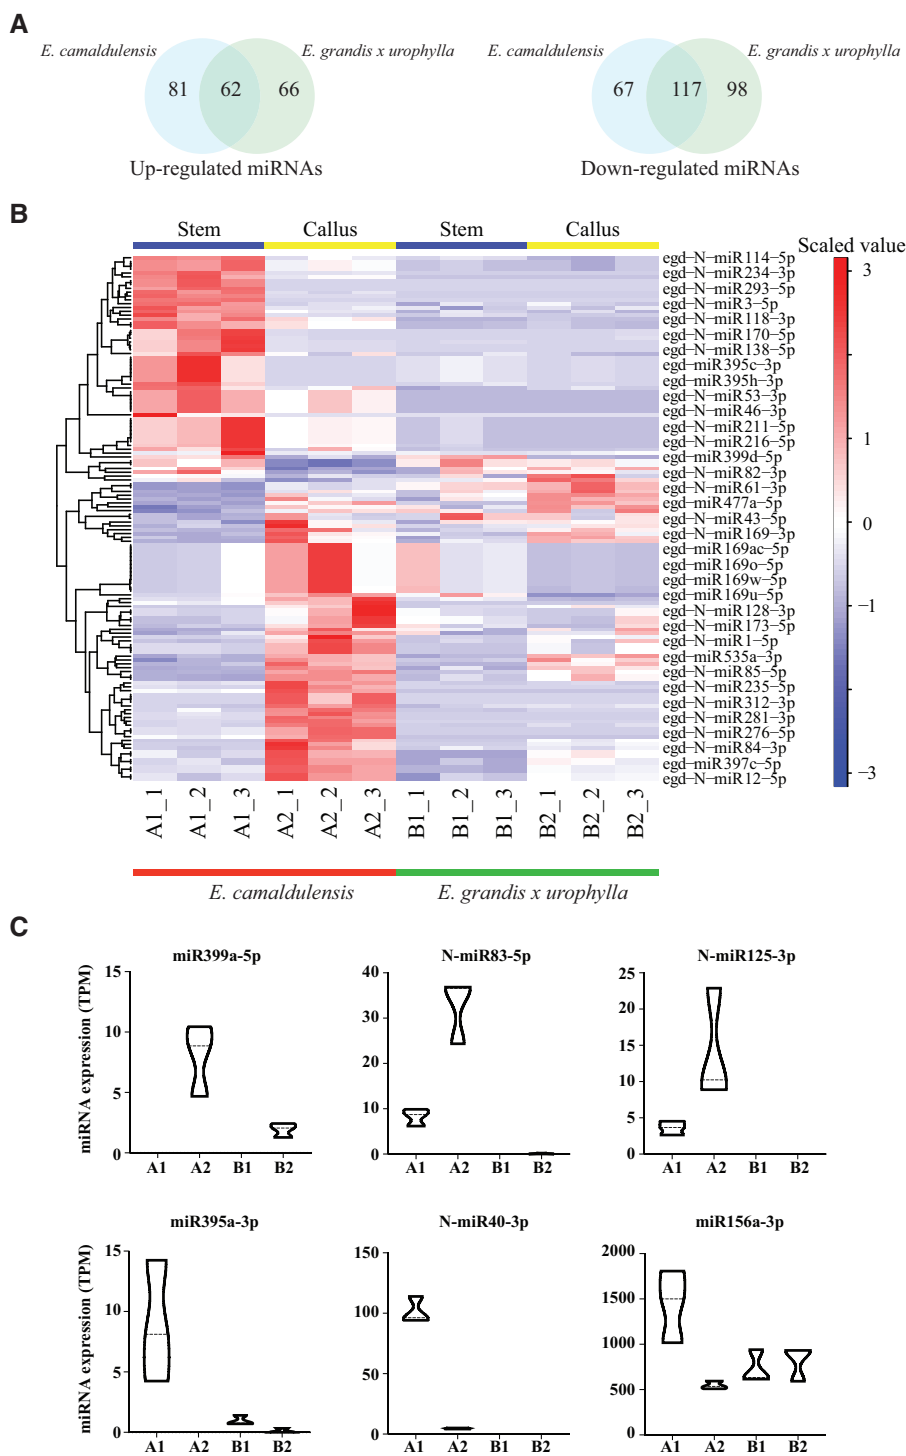 A
E. camaldulensis
E. grandis x urophylla
E. camaldulensis
E. grandis x urophylla
81
62
66
67
117
98
Up-regulated miRNAs
Down-regulated miRNAs
B
Stem
Callus
Stem
Callus
Scaled value
egd-N-miR114-5p
egd-N-miR234-3p
egd-N-miR293-5p
egd-N-miR3-5p
egd-N-miR118-3p
egd-N-miR170-5p
egd-N-miR138-5p
egd-miR395c-3p
egd-miR395h-3p
egd-N-miR53-3p
egd-N-miR46-3p
egd-N-miR211-5p
egd-N-miR216-5p
egd-miR399d-5p
egd-N-miR82-3p
egd-N-miR61-3p
egd-miR477a-5p
egd-N-miR43-5p
egd-N-miR169-3p
egd-miR169ac-5p
egd-miR169o-5p
egd-miR169w-5p
egd-miR169u-5p
egd-N-miR128-3p
egd-N-miR173-5p
egd-N-miR1-5p
egd-miR535a-3p
egd-N-miR85-5p
egd-N-miR235-5p
egd-N-miR312-3p
egd-N-miR281-3p
egd-N-miR276-5p
egd-N-miR84-3p
egd-miR397c-5p
egd-N-miR12-5p
3
1
0
−1
−3
A1_1
A1_2
A1_3
A2_1
A2_2
A2_3
B1_1
B1_2
B1_3
B2_1
B2_2
B2_3
E. camaldulensis
E. grandis x urophylla
C
miR399a-5p
miRNA expression (TPM)
15
10
5
0
A1 A2 B1 B2
N-miR83-5p
40
30
20
10
0
A1 A2 B1 B2
N-miR125-3p
25
20
15
10
5
0
A1 A2 B1 B2
miR395a-3p
miRNA expression (TPM)
15
10
5
0
A1 A2 B1 B2
N-miR40-3p
150
100
50
0
A1 A2 B1 B2
miR156a-3p
2000
1500
1000
500
0
A1 A2 B1 B2